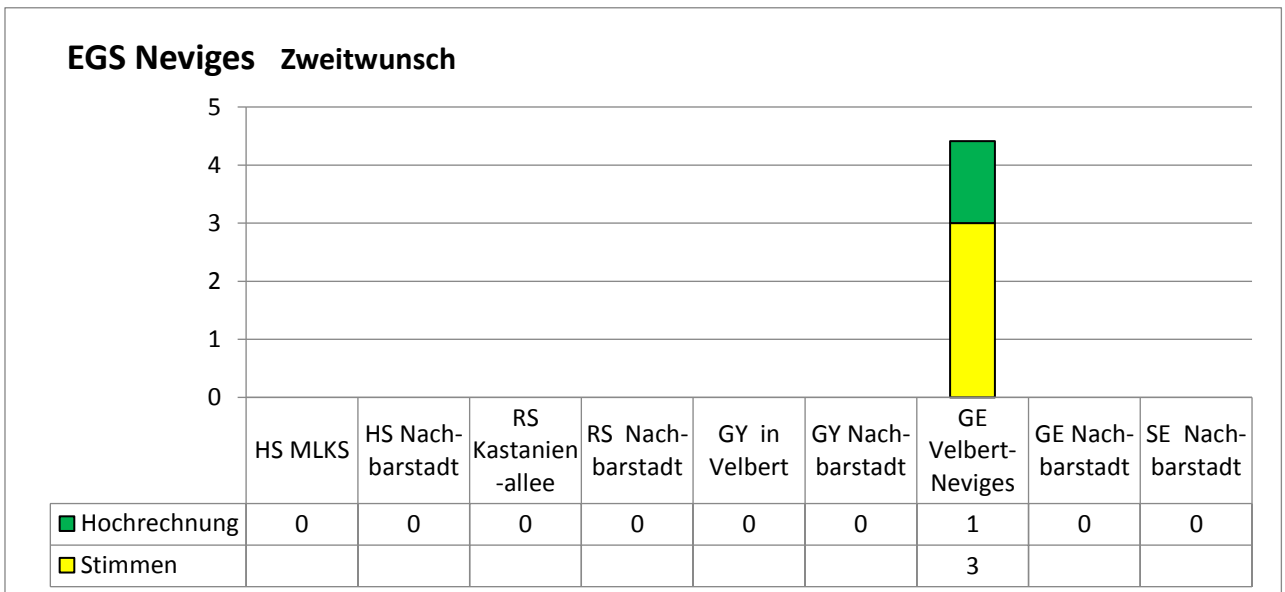 EGS Neviges Zweitwunsch
5
4
3
2
1
0
HS MLKS
HS Nach-
barstadt
RS
Kastanien
-allee
RS Nach-
barstadt
GY in
Velbert
GY Nach-
barstadt
GE
Velbert-
Neviges
GE Nach-
barstadt
SE Nach-
barstadt
Hochrechnung 0 0 0 0 0 0 1 0 0
Stimmen 3